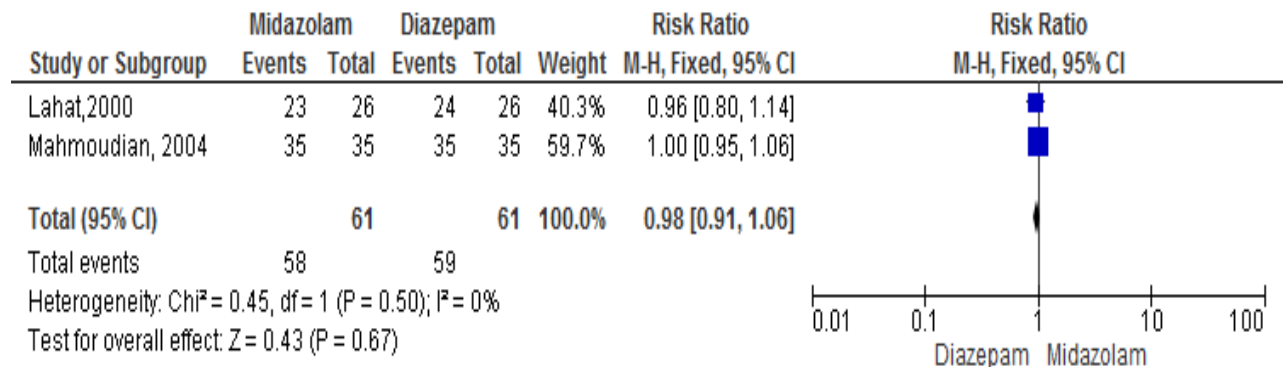 Midazolam Diazepam Risk Ratio Risk Ratio
Study or Subgroup Events Total Events Total Weight M-H, Fixed, 95% CI M-H, Fixed, 95% CI
Lahat,2000 23 26 24 26 40.3% 0.96 [0.80, 1.14]
Mahmoudian, 2004 35 35 35 35 59.7% 1.00 [0.95, 1.06]
Total (95% CI) 61 61 100.0% 0.98 [0.91, 1.06]
Total events 58 59
Heterogeneity: Chi² = 0.45, df = 1 (P = 0.50); I² = 0%
Test for overall effect: Z = 0.43 (P = 0.67)
0.01 0.1 1 10 100
Diazepam Midazolam